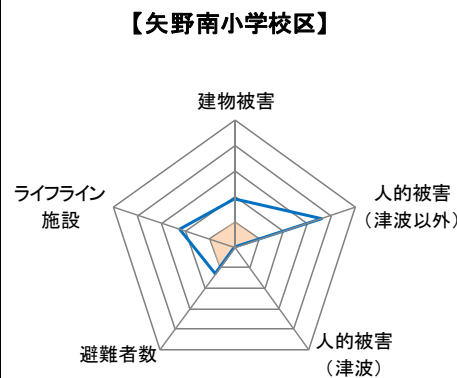 【矢野南小学校区】
建物被害
ライフライン
施設
人的被害
（津波以外）
避難者数
人的被害
（津波）